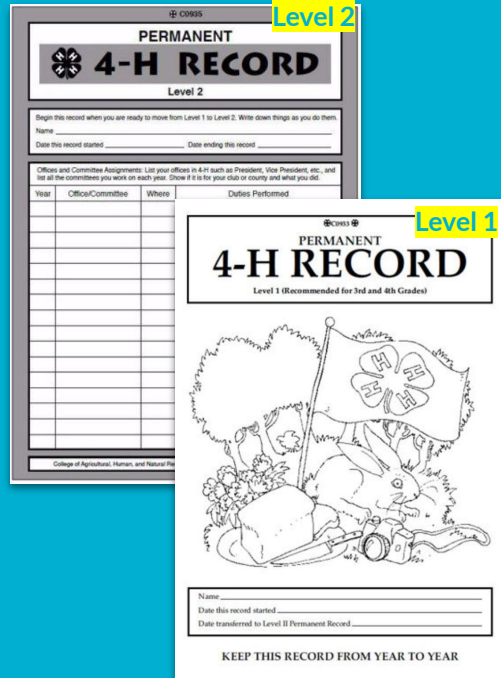 C0935
Level 2
PERMANENT
4-H RECORD
Level 2
Begin this record when you are ready to move from Level 1 to Level 2. Write down things as you do them.
Name
Date this record started Date ending this record
Offices and Committee Assignments: List your offices in 4-H such as President, Vice President, etc., and
list all the committees you work on each year. Show if it is for your club or county and what you did.
Year Office/Committee Where Duties Performed
College of Agricultural, Human, and Natural Re
C0933
Level 1
PERMANENT
4-H RECORD
Level 1 (Recommended for 3rd and 4th Grades)
H H
H H
Name
Date this record started
Date transferred to Level II Permanent Record
KEEP THIS RECORD FROM YEAR TO YEAR